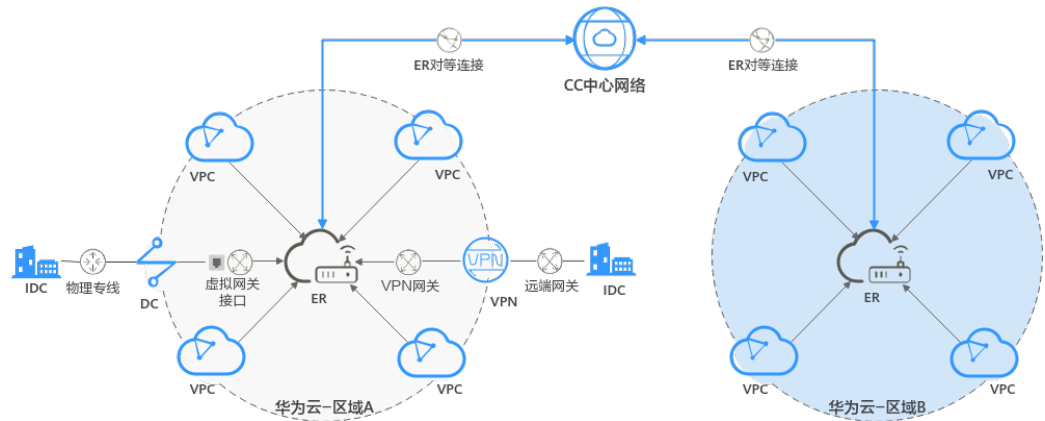 ER对等连接
ER对等连接
CC中心网络
VPC
VPC
VPC
VPC
VPN
IDC
物理专线
DC
虚拟网关
接口
ER
VPN网关
VPN
远端网关
IDC
ER
VPC
VPC
VPC
VPC
华为云-区域A
华为云-区域B